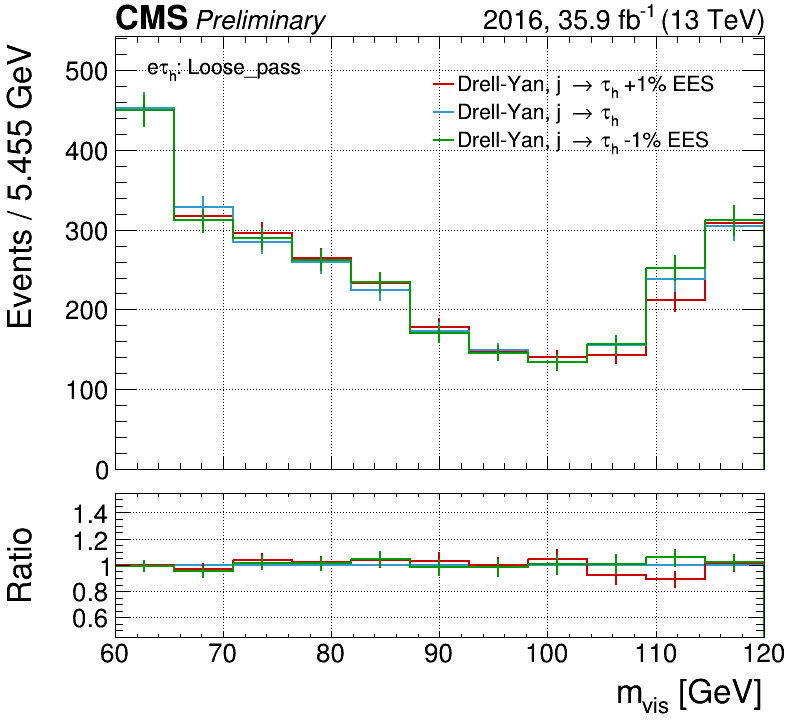 CMS Preliminary 2016, 35.9 fb⁻¹ (13 TeV)
eτₕ: Loose_pass
Drell-Yan, j → τₕ +1% EES
Drell-Yan, j → τₕ
Drell-Yan, j → τₕ -1% EES
Events / 5.455 GeV
500
400
300
200
100
0
Ratio
1.4
1.2
1
0.8
0.6
60 70 80 90 100 110 120
m_vis [GeV]